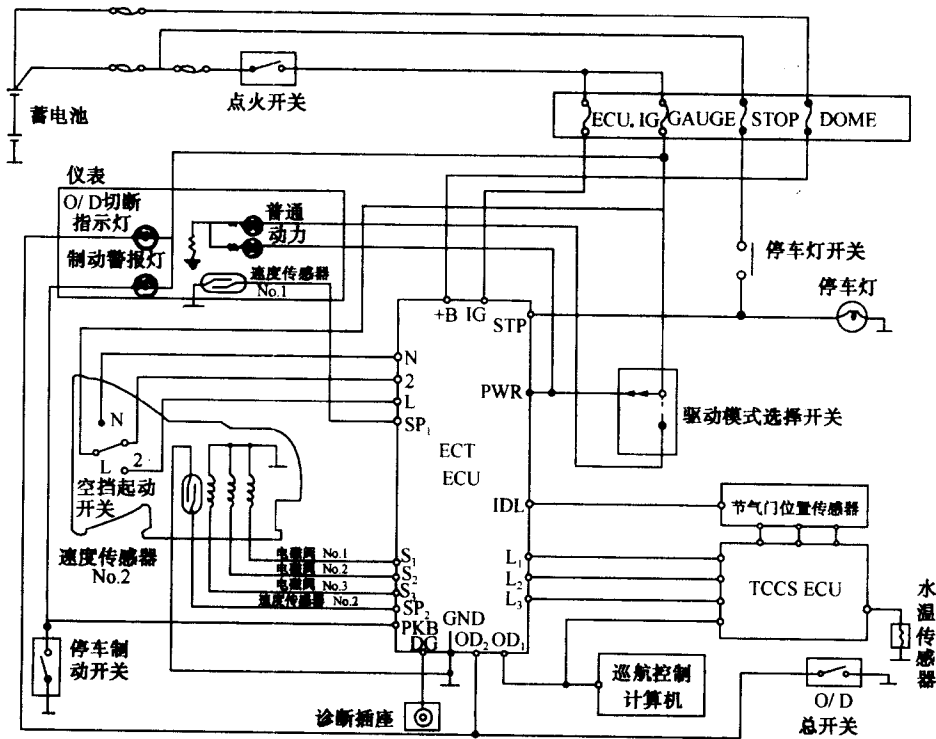 蓄电池
点火开关
ECU. IG
GAUGE
STOP
DOME
仪表
O/D切断
指示灯
制动警报灯
普通
动力
速度传感器
No.1
停车灯开关
停车灯
+B
IG
STP
N
2
L
SP₁
PWR
ECT
ECU
驱动模式选择开关
N
L
2
空挡起动
开关
速度传感器
No.2
IDL
节气门位置传感器
电磁阀 No.1
电磁阀 No.2
电磁阀 No.3
速度传感器 No.2
S₁
S₂
S₃
SP₂
PKB
DG
GND
OD₂
OD₁
L₁
L₂
L₃
TCCS ECU
水温传感器
停车制
动开关
诊断插座
巡航控制
计算机
O/D
总开关